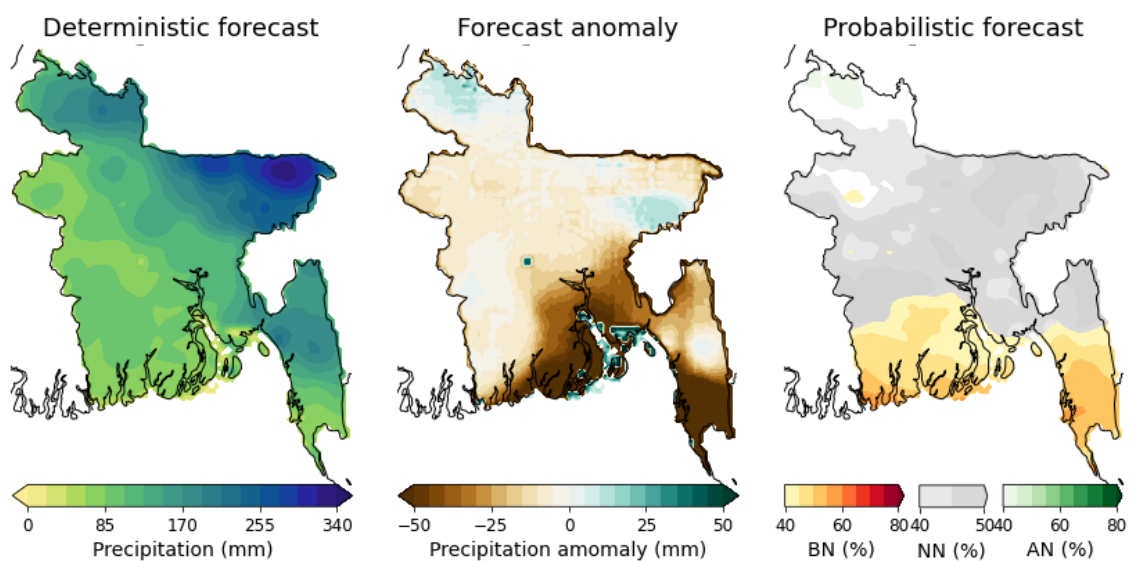 Deterministic forecast
Forecast anomaly
Probabilistic forecast
0 85 170 255 340
Precipitation (mm)
−50 −25 0 25 50
Precipitation amomaly (mm)
40 60 80
BN (%)
40 50
NN (%)
40 60 80
AN (%)